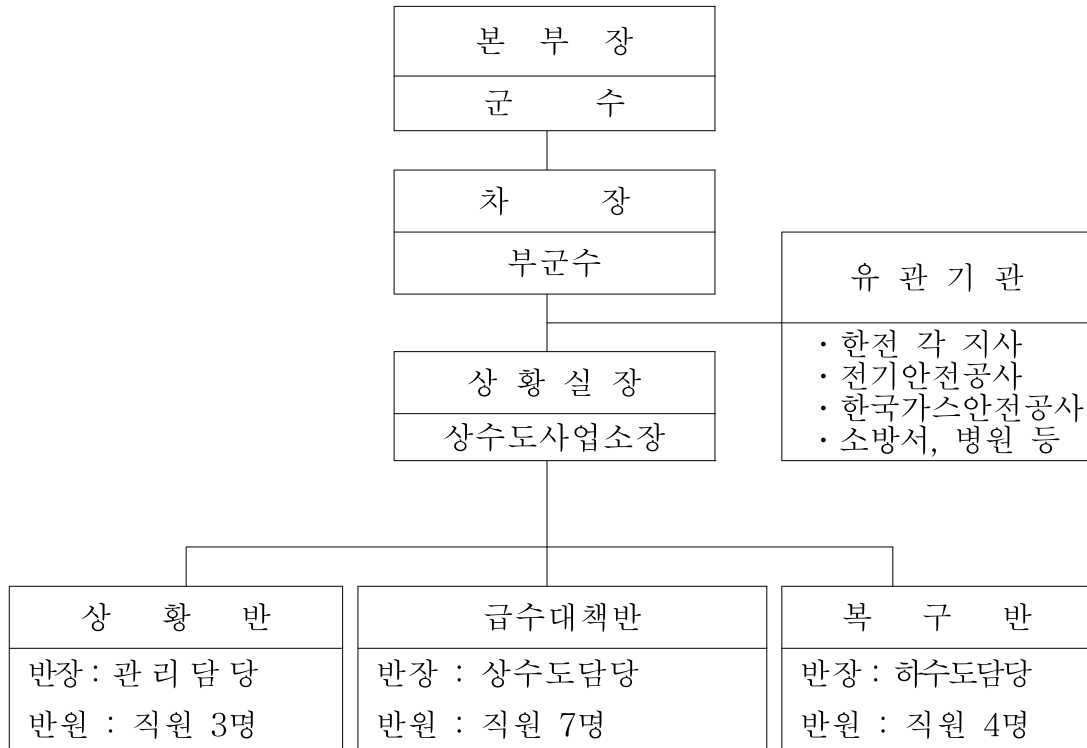 본 부 장
군 수
차 장
부군수
유 관 기 관
· 한전 각 지사
· 전기안전공사
· 한국가스안전공사
· 소방서, 병원 등
상 황 실 장
상수도사업소장
상 황 반
반장 : 관 리 담 당
반원 : 직원 3명
급수대책반
반장 : 상수도담당
반원 : 직원 7명
복 구 반
반장 : 하수도담당
반원 : 직원 4명